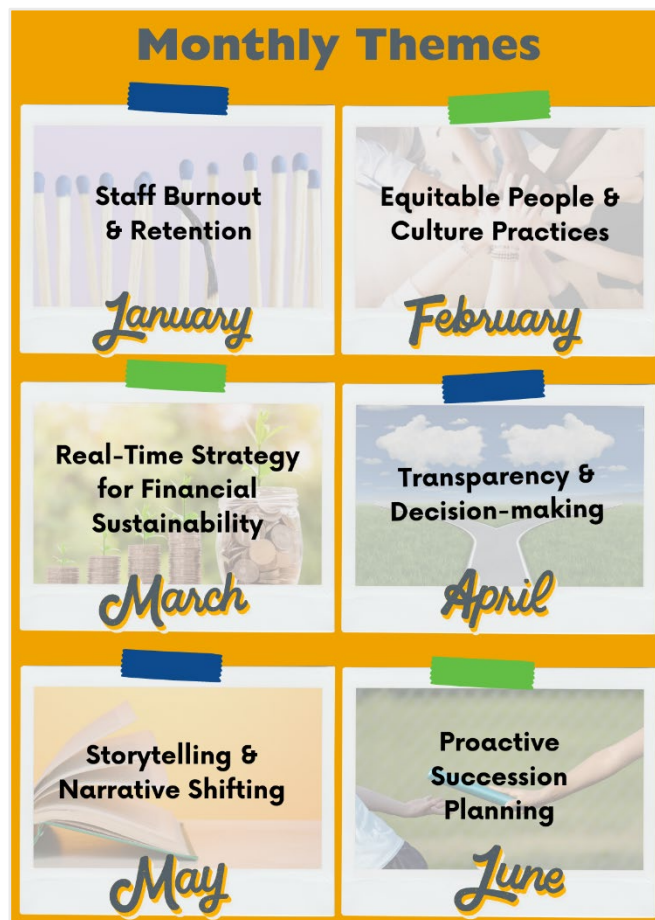 Monthly Themes
Staff Burnout
& Retention
January
Equitable People &
Culture Practices
February
Real-Time Strategy
for Financial
Sustainability
March
Transparency &
Decision-making
April
Storytelling &
Narrative Shifting
May
Proactive
Succession
Planning
June